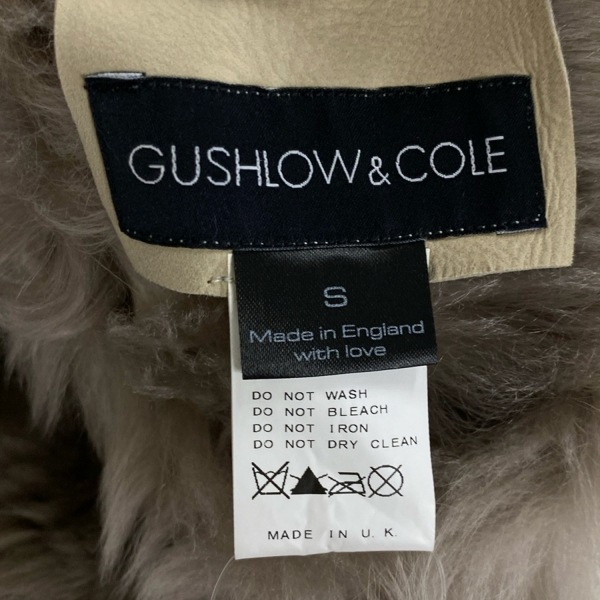 GUSHLOW & COLE
S
Made in England
with love
DO NOT WASH
DO NOT BLEACH
DO NOT IRON
DO NOT DRY CLEAN
MADE IN U. K.